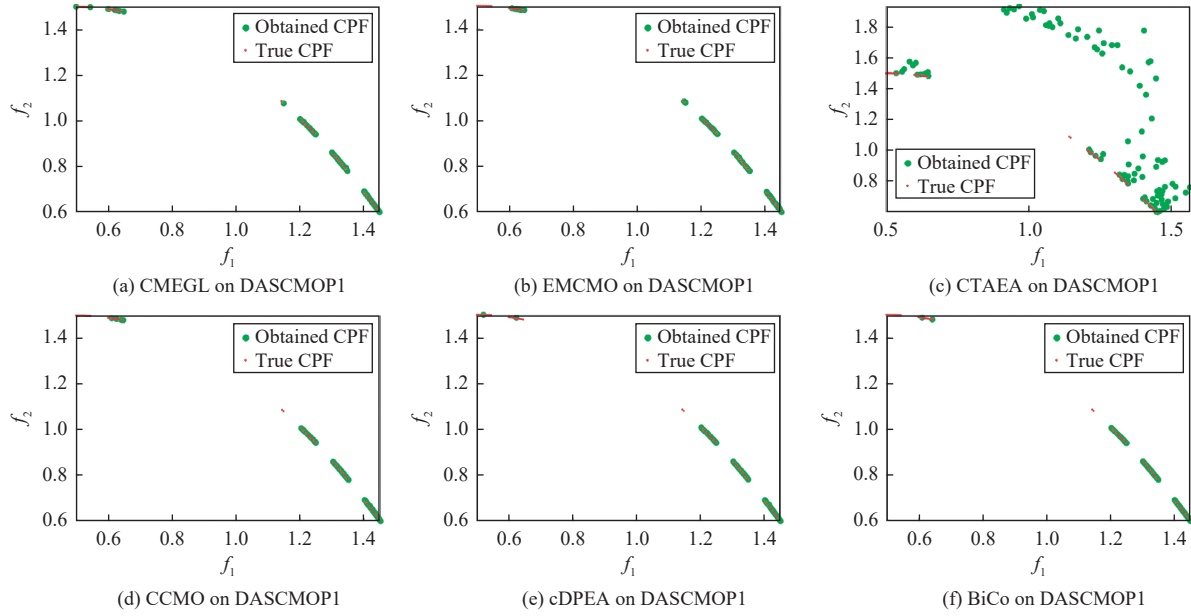 1.4
1.2
1.0
0.8
0.6
f2
0.6 0.8 1.0 1.2 1.4
f1
Obtained CPF
True CPF
(a) CMEGL on DASCMOP1
1.4
1.2
1.0
0.8
0.6
f2
0.6 0.8 1.0 1.2 1.4
f1
Obtained CPF
True CPF
(b) EMCMO on DASCMOP1
1.8
1.6
1.4
1.2
1.0
0.8
0.6
f2
0.5 1.0 1.5
f1
Obtained CPF
True CPF
(c) CTAEA on DASCMOP1
1.4
1.2
1.0
0.8
0.6
f2
0.6 0.8 1.0 1.2 1.4
f1
Obtained CPF
True CPF
(d) CCMO on DASCMOP1
1.4
1.2
1.0
0.8
0.6
f2
0.6 0.8 1.0 1.2 1.4
f1
Obtained CPF
True CPF
(e) cDPEA on DASCMOP1
1.4
1.2
1.0
0.8
0.6
f2
0.6 0.8 1.0 1.2 1.4
f1
Obtained CPF
True CPF
(f) BiCo on DASCMOP1